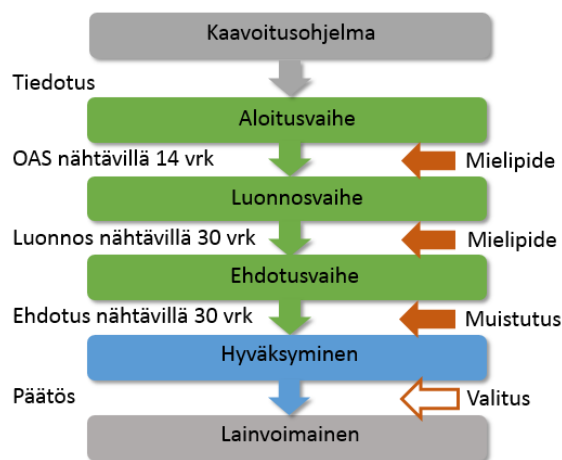 Kaavoitusohjelma
Tiedotus
Aloitusvaihe
OAS nähtävillä 14 vrk
Mielipide
Luonnosvaihe
Luonnos nähtävillä 30 vrk
Mielipide
Ehdotusvaihe
Ehdotus nähtävillä 30 vrk
Muistutus
Hyväksyminen
Päätös
Valitus
Lainvoimainen